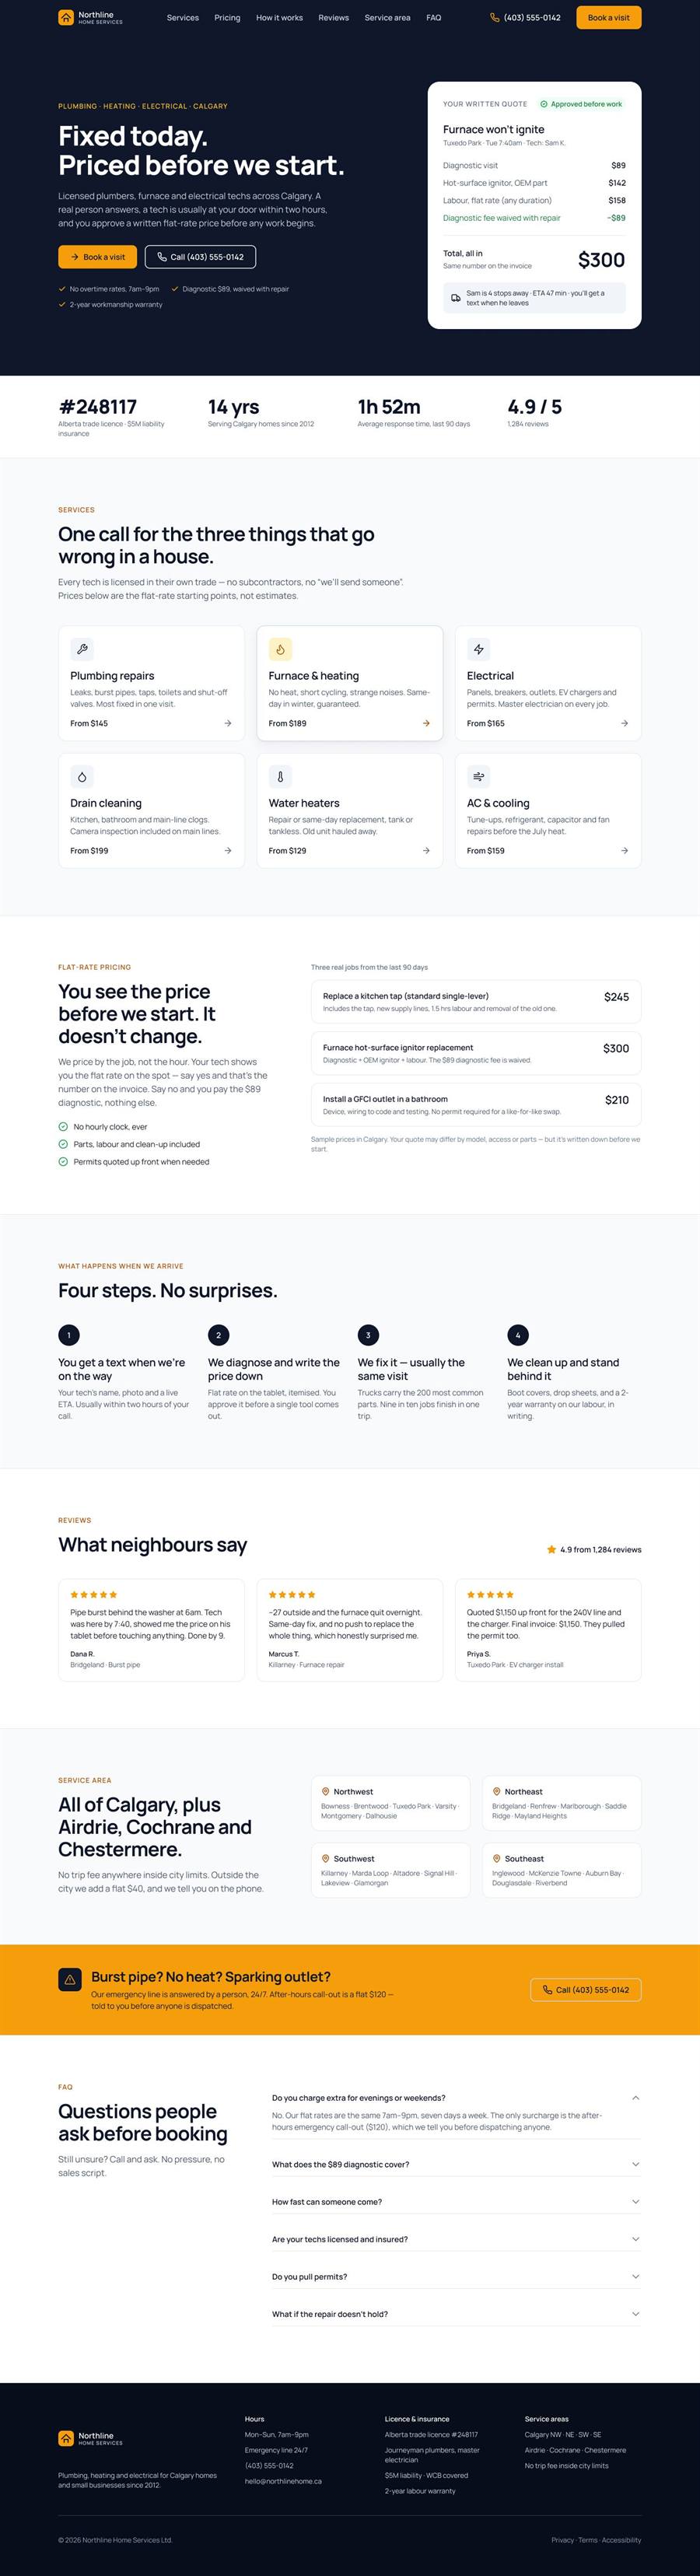 Northline
HOME SERVICES
Services
Pricing
How it works
Reviews
Service area
FAQ
(403) 555-0142
Book a visit
PLUMBING · HEATING · ELECTRICAL · CALGARY
Fixed today.
Priced before we start.
Licensed plumbers, furnace and electrical techs across Calgary. A
real person answers, a tech is usually at your door within two hours,
and you approve a written flat-rate price before any work begins.
Book a visit
Call (403) 555-0142
No overtime rates, 7am–9pm
Diagnostic $89, waived with repair
2-year workmanship warranty
YOUR WRITTEN QUOTE
Approved before work
Furnace won't ignite
Tuxedo Park · Tue 7:40am · Tech: Sam K.
Diagnostic visit $89
Hot-surface ignitor, OEM part $142
Labour, flat rate (any duration) $158
Diagnostic fee waived with repair −$89
Total, all in
Same number on the invoice
$300
Sam is 4 stops away · ETA 47 min · you'll get a
text when he leaves
#248117
Alberta trade licence · $5M liability
insurance
14 yrs
Serving Calgary homes since 2012
1h 52m
Average response time, last 90 days
4.9 / 5
1,284 reviews
SERVICES
One call for the three things that go
wrong in a house.
Every tech is licensed in their own trade — no subcontractors, no “we'll send someone”.
Prices below are the flat-rate starting points, not estimates.
Plumbing repairs
Leaks, burst pipes, taps, toilets and shut-off
valves. Most fixed in one visit.
From $145
Furnace & heating
No heat, short cycling, strange noises. Same-
day in winter, guaranteed.
From $189
Electrical
Panels, breakers, outlets, EV chargers and
permits. Master electrician on every job.
From $165
Drain cleaning
Kitchen, bathroom and main-line clogs.
Camera inspection included on main lines.
From $199
Water heaters
Repair or same-day replacement, tank or
tankless. Old unit hauled away.
From $129
AC & cooling
Tune-ups, refrigerant, capacitor and fan
repairs before the July heat.
From $159
FLAT-RATE PRICING
You see the price
before we start. It
doesn't change.
We price by the job, not the hour. Your tech shows
you the flat rate on the spot — say yes and that's the
number on the invoice. Say no and you pay the $89
diagnostic, nothing else.
No hourly clock, ever
Parts, labour and clean-up included
Permits quoted up front when needed
Three real jobs from the last 90 days
Replace a kitchen tap (standard single-lever)
Includes the tap, new supply lines, 1.5 hrs labour and removal of the old one.
$245
Furnace hot-surface ignitor replacement
Diagnostic + OEM ignitor + labour. The $89 diagnostic fee is waived.
$300
Install a GFCI outlet in a bathroom
Device, wiring to code and testing. No permit required for a like-for-like swap.
$210
Sample prices in Calgary. Your quote may differ by model, access or parts — but it's written down before we
start.
WHAT HAPPENS WHEN WE ARRIVE
Four steps. No surprises.
1
You get a text when we're
on the way
Your tech's name, photo and a live
ETA. Usually within two hours of your
call.
2
We diagnose and write the
price down
Flat rate on the tablet, itemised. You
approve it before a single tool comes
out.
3
We fix it — usually the
same visit
Trucks carry the 200 most common
parts. Nine in ten jobs finish in one
trip.
4
We clean up and stand
behind it
Boot covers, drop sheets, and a 2-
year warranty on our labour, in
writing.
REVIEWS
What neighbours say
4.9 from 1,284 reviews
Pipe burst behind the washer at 6am. Tech
was here by 7:40, showed me the price on his
tablet before touching anything. Done by 9.
Dana R.
Bridgeland · Burst pipe
−27 outside and the furnace quit overnight.
Same-day fix, and no push to replace the
whole thing, which honestly surprised me.
Marcus T.
Killarney · Furnace repair
Quoted $1,150 up front for the 240V line and
the charger. Final invoice: $1,150. They pulled
the permit too.
Priya S.
Tuxedo Park · EV charger install
SERVICE AREA
All of Calgary, plus
Airdrie, Cochrane and
Chestermere.
No trip fee anywhere inside city limits. Outside the
city we add a flat $40, and we tell you on the phone.
Northwest
Bowness · Brentwood · Tuxedo Park · Varsity ·
Montgomery · Dalhousie
Northeast
Bridgeland · Renfrew · Marlborough · Saddle
Ridge · Mayland Heights
Southwest
Killarney · Marda Loop · Altadore · Signal Hill ·
Lakeview · Glamorgan
Southeast
Inglewood · McKenzie Towne · Auburn Bay ·
Douglasdale · Riverbend
Burst pipe? No heat? Sparking outlet?
Our emergency line is answered by a person, 24/7. After-hours call-out is a flat $120 —
told to you before anyone is dispatched.
Call (403) 555-0142
FAQ
Questions people
ask before booking
Still unsure? Call and ask. No pressure, no
sales script.
Do you charge extra for evenings or weekends?
No. Our flat rates are the same 7am–9pm, seven days a week. The only surcharge is the after-
hours emergency call-out ($120), which we tell you before dispatching anyone.
What does the $89 diagnostic cover?
How fast can someone come?
Are your techs licensed and insured?
Do you pull permits?
What if the repair doesn't hold?
Northline
HOME SERVICES
Plumbing, heating and electrical for Calgary homes
and small businesses since 2012.
Hours
Mon–Sun, 7am–9pm
Emergency line 24/7
(403) 555-0142
hello@northlinehome.ca
Licence & insurance
Alberta trade licence #248117
Journeyman plumbers, master
electrician
$5M liability · WCB covered
2-year labour warranty
Service areas
Calgary NW · NE · SW · SE
Airdrie · Cochrane · Chestermere
No trip fee inside city limits
© 2026 Northline Home Services Ltd.
Privacy · Terms · Accessibility